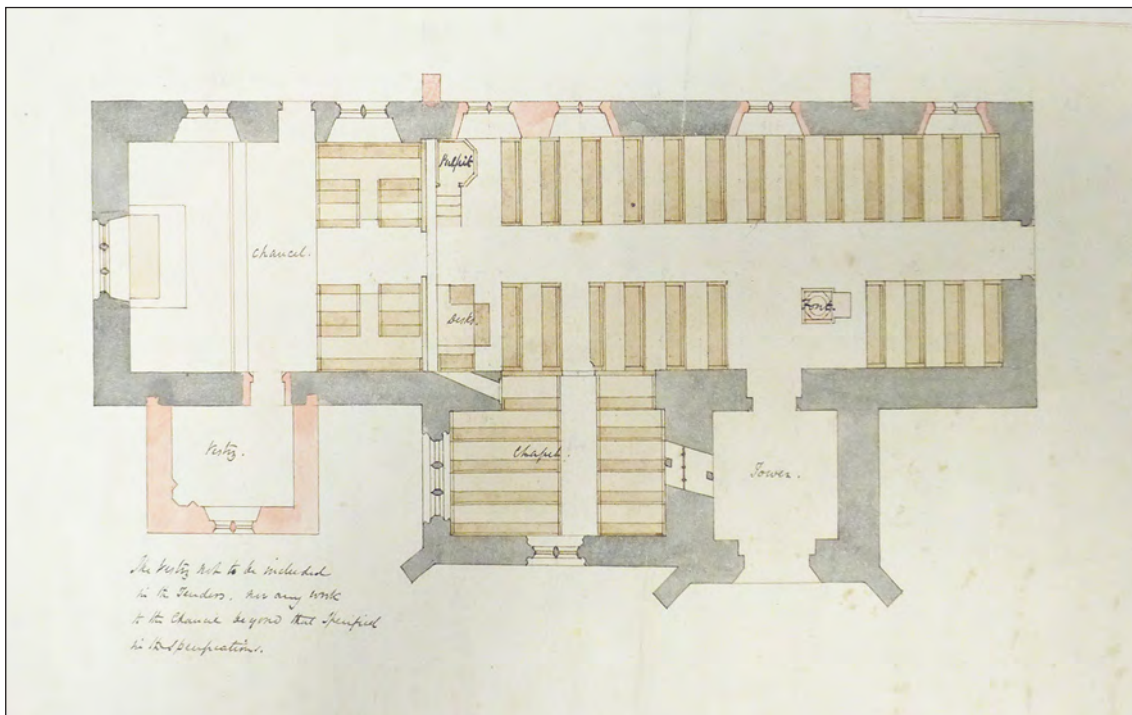 Pulpit
Chancel.
Desks.
Font.
Vestry.
Chapel.
Tower.
The Vestry not to be included
in the Tenders. nor any work
to the Chancel beyond that Specified
in the Specifications.